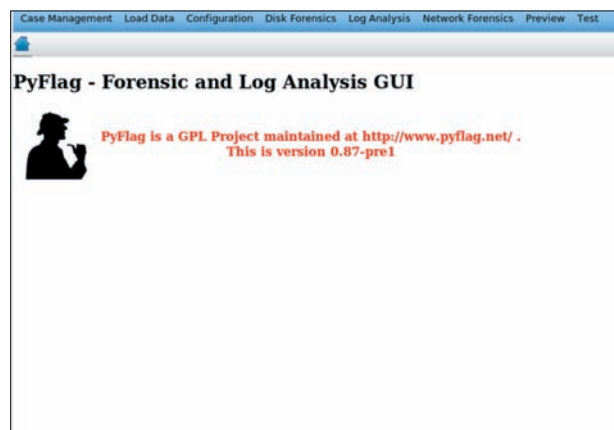 Case Management Load Data Configuration Disk Forensics Log Analysis Network Forensics Preview Test
PyFlag - Forensic and Log Analysis GUI
PyFlag is a GPL Project maintained at http://www.pyflag.net/ .
This is version 0.87-pre1